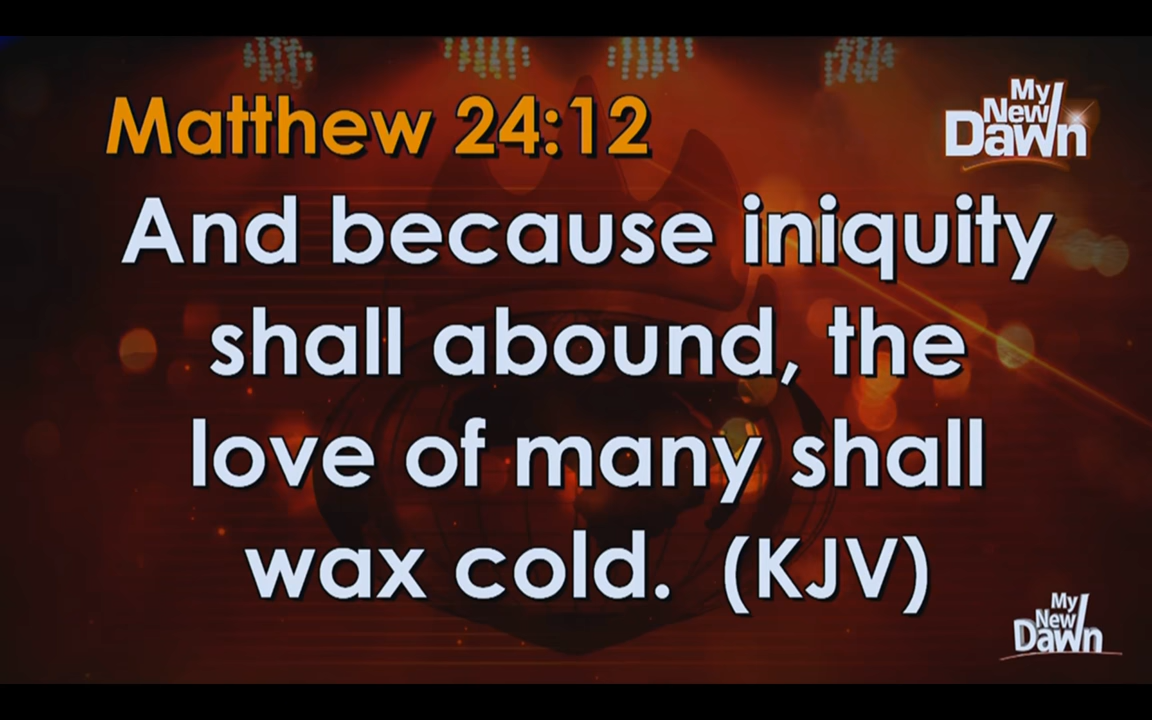 Matthew 24:12
My
New
Dawn
And because iniquity
shall abound, the
love of many shall
wax cold. (KJV)
My
New
Dawn